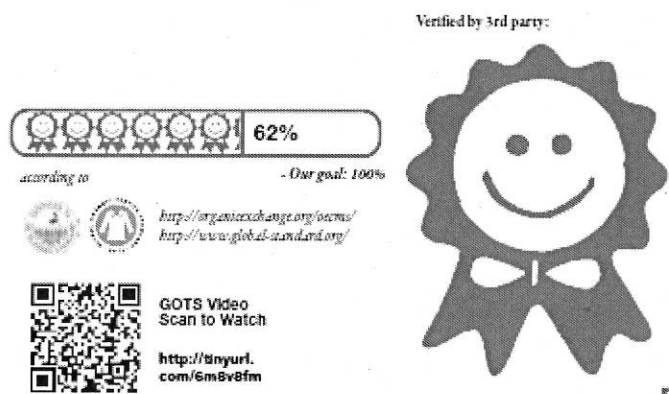 Verified by 3rd party:
62%
according to
- Our goal: 100%
http://organicexchange.org/oecms/
http://www.global-standard.org/
GOTS Video
Scan to Watch
http://tinyurl.
com/6m8v8fm